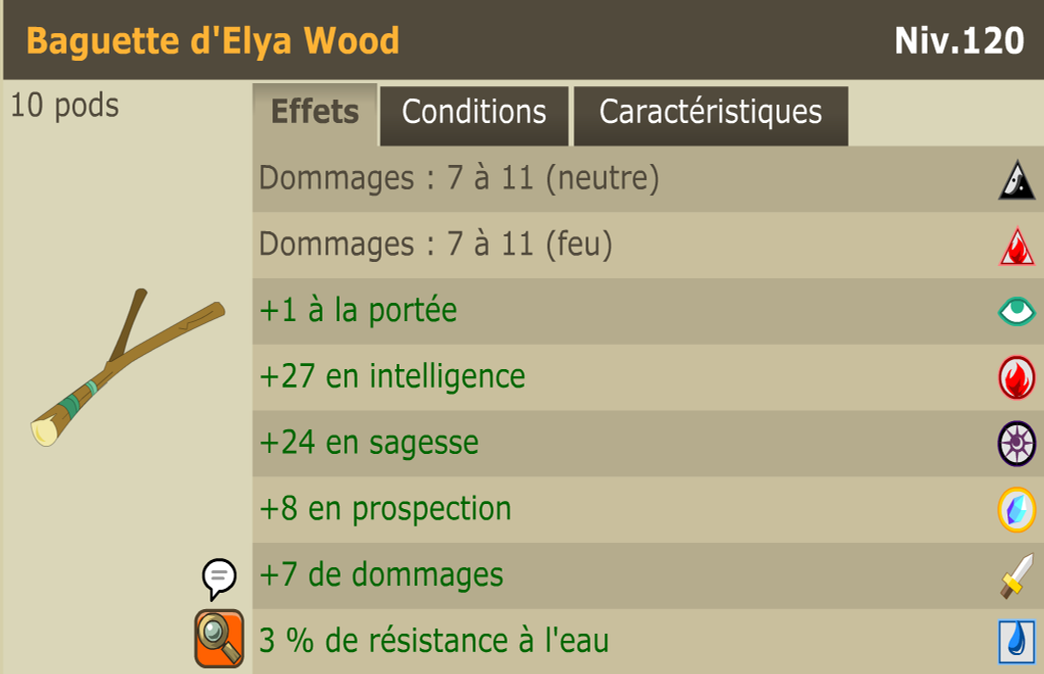 Baguette d'Elya Wood
Niv.120
10 pods
Effets
Conditions
Caractéristiques
Dommages : 7 à 11 (neutre)
Dommages : 7 à 11 (feu)
+1 à la portée
+27 en intelligence
+24 en sagesse
+8 en prospection
+7 de dommages
3 % de résistance à l'eau